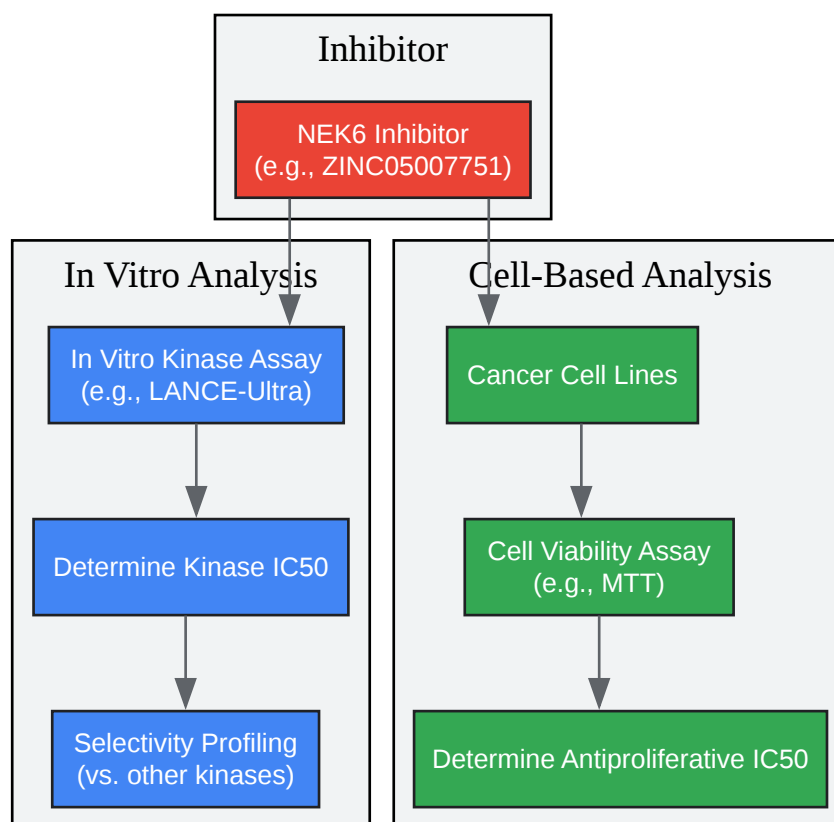 Inhibitor
NEK6 Inhibitor
(e.g., ZINC05007751)
In Vitro Analysis
In Vitro Kinase Assay
(e.g., LANCE-Ultra)
Determine Kinase IC50
Selectivity Profiling
(vs. other kinases)
Cell-Based Analysis
Cancer Cell Lines
Cell Viability Assay
(e.g., MTT)
Determine Antiproliferative IC50